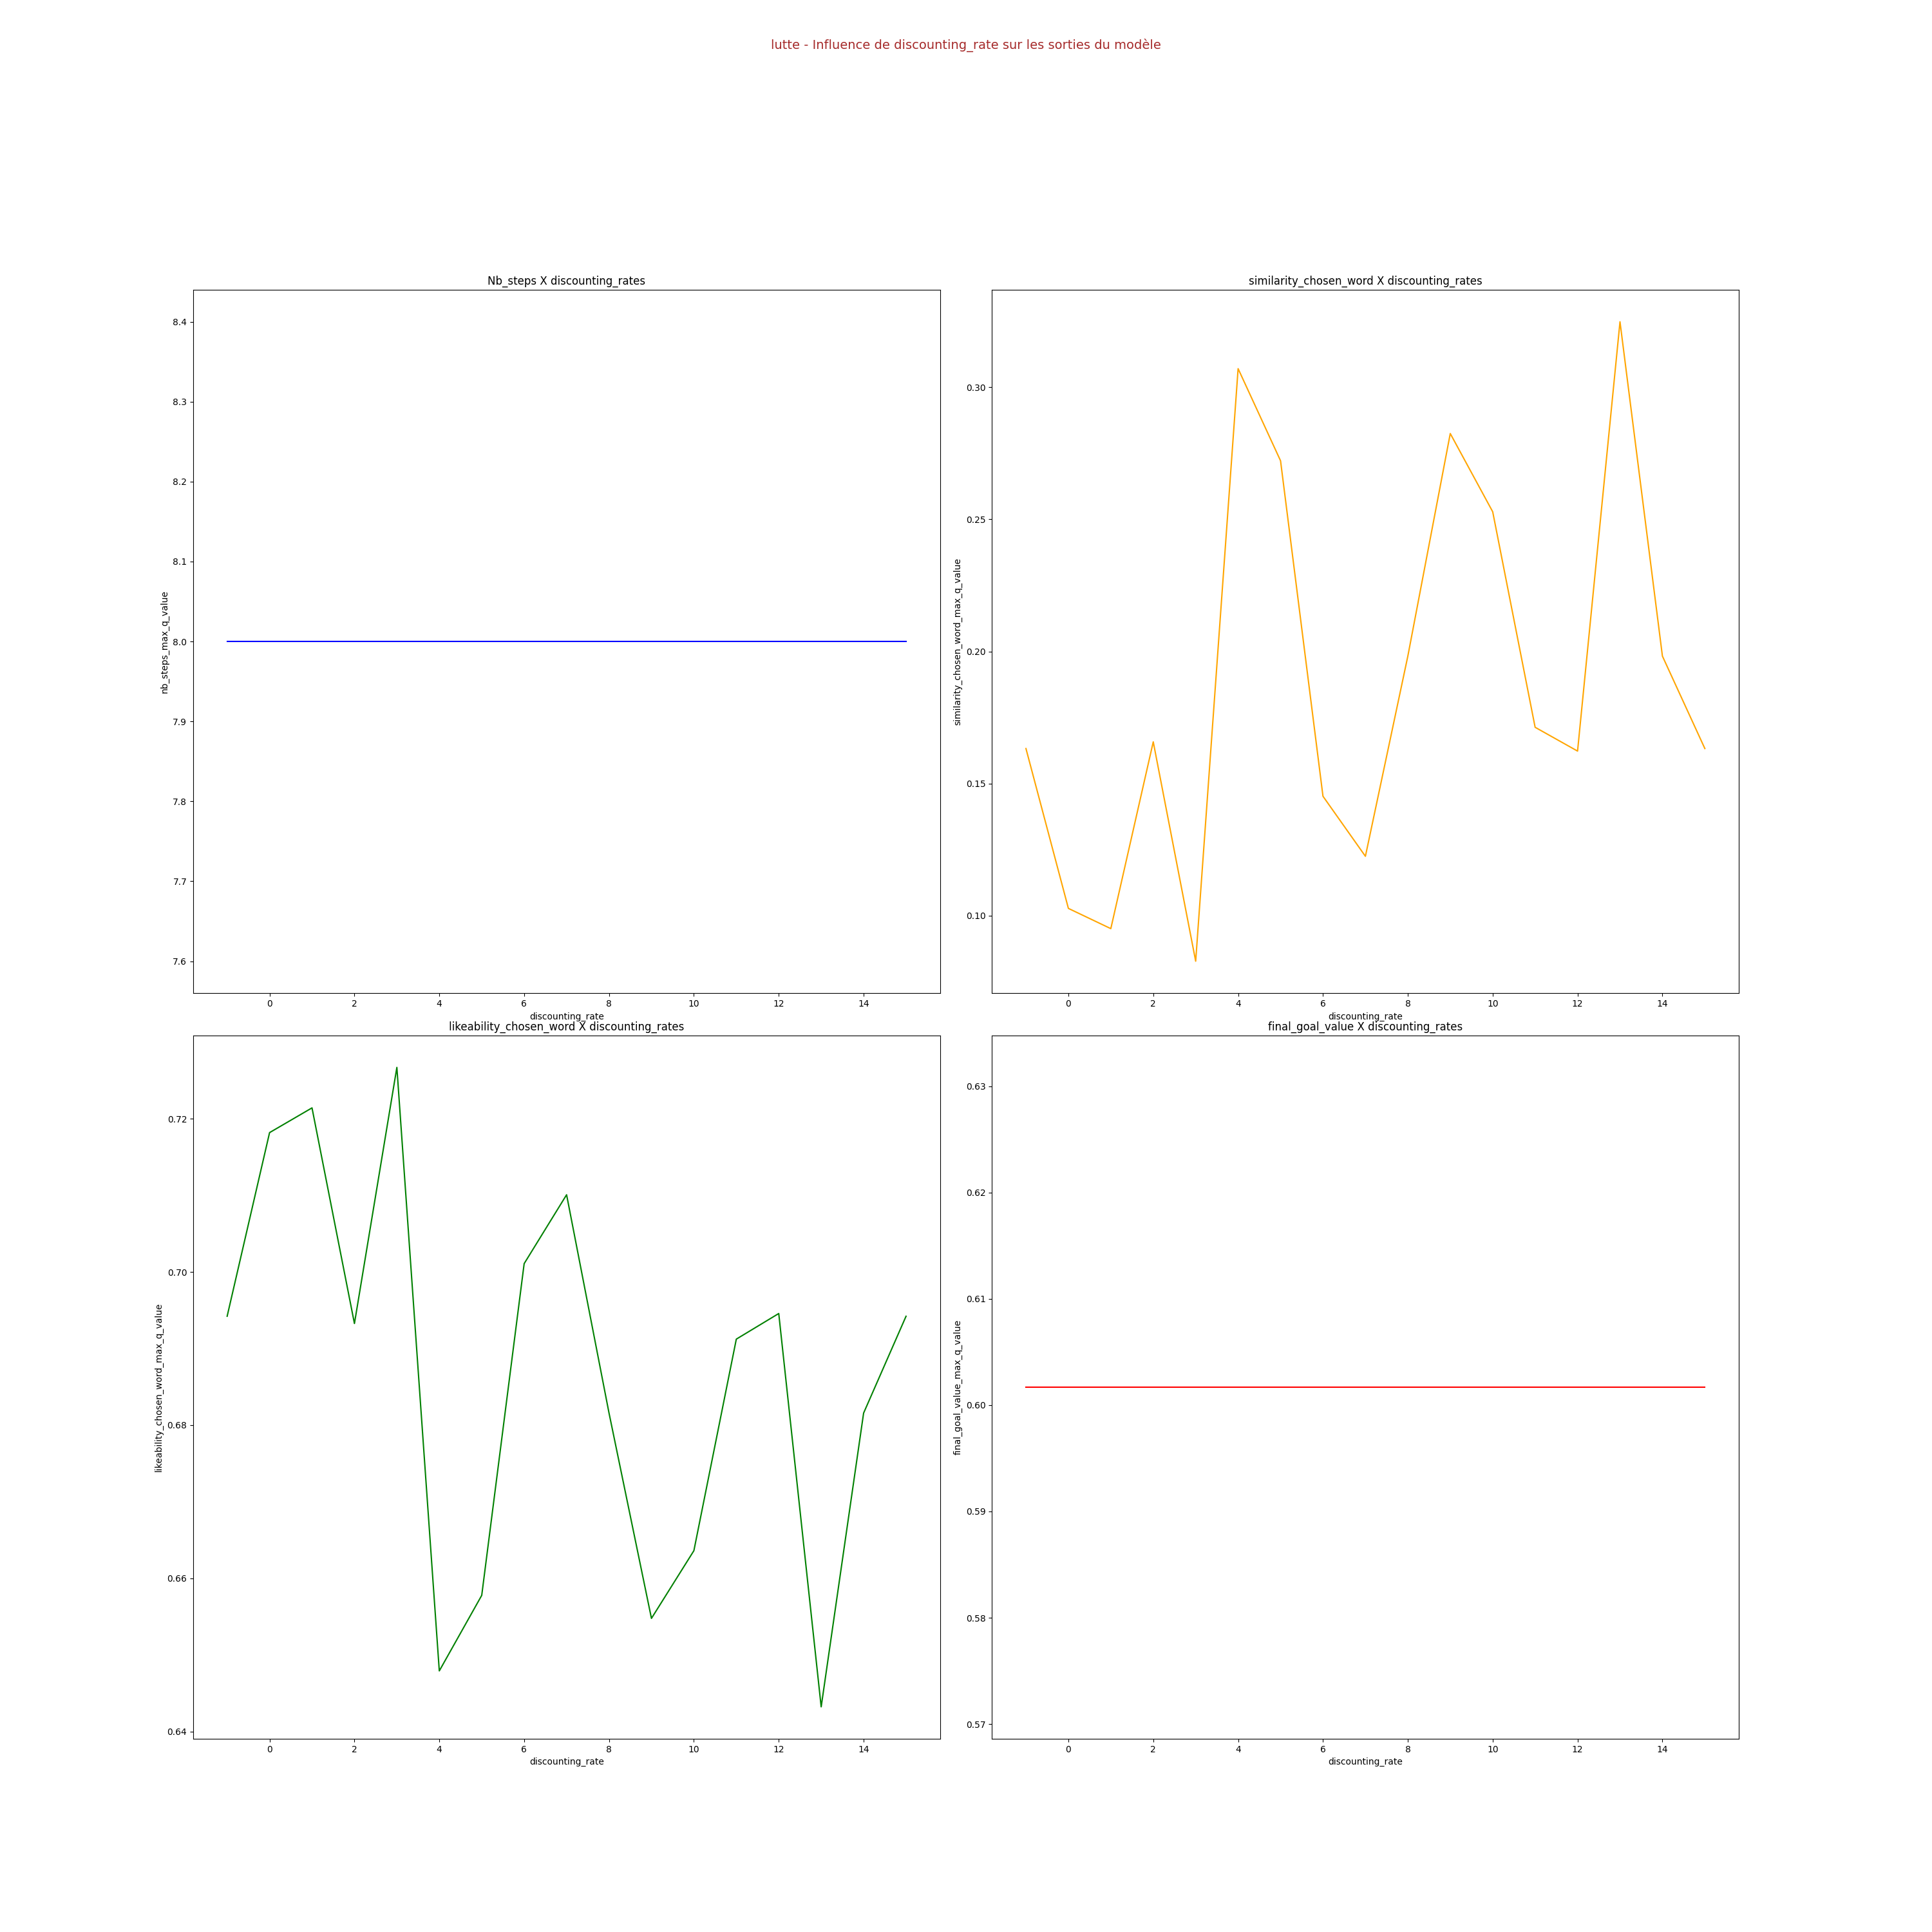 lutte - Influence de discounting_rate sur les sorties du modèle
Nb_steps X discounting_rates
8.4
8.3
8.2
8.1
8.0
7.9
7.8
7.7
7.6
nb_steps_max_q_value
0 2 4 6 8 10 12 14
discounting_rate
similarity_chosen_word X discounting_rates
0.30
0.25
0.20
0.15
0.10
similarity_chosen_word_max_q_value
0 2 4 6 8 10 12 14
discounting_rate
likeability_chosen_word X discounting_rates
0.72
0.70
0.68
0.66
0.64
likeability_chosen_word_max_q_value
0 2 4 6 8 10 12 14
discounting_rate
final_goal_value X discounting_rates
0.63
0.62
0.61
0.60
0.59
0.58
0.57
final_goal_value_max_q_value
0 2 4 6 8 10 12 14
discounting_rate